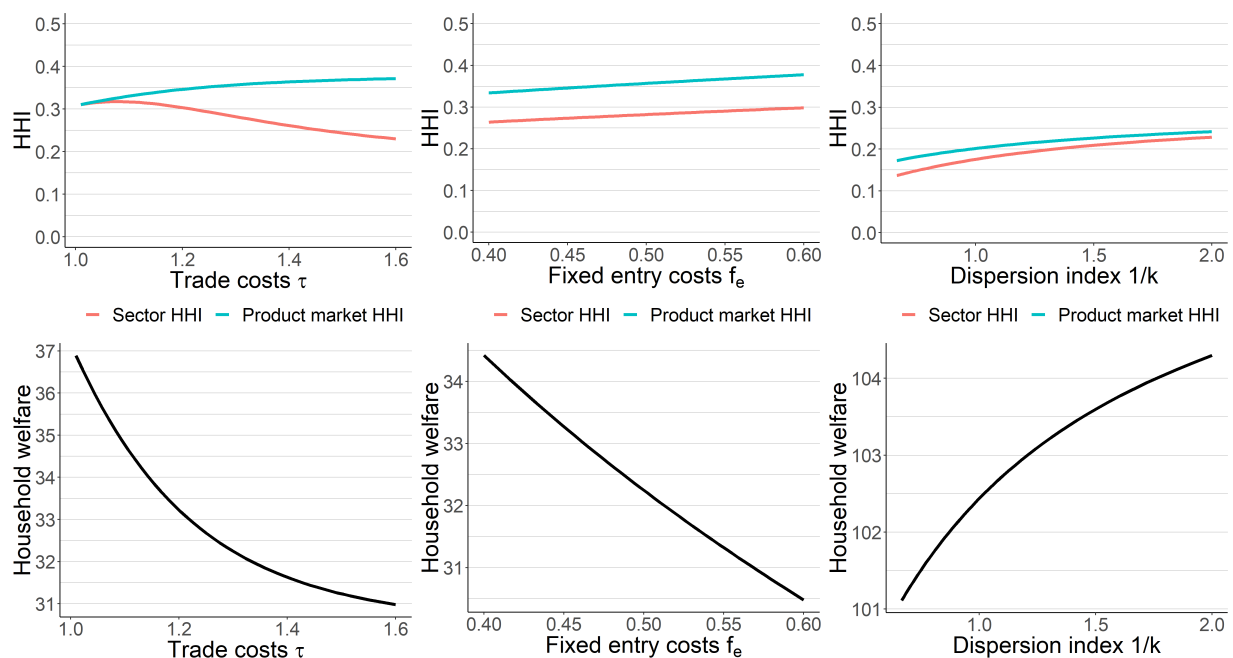 0.5
0.4
0.3
0.2
0.1
0.0
HHI
1.0 1.2 1.4 1.6
Trade costs τ
Sector HHI Product market HHI
0.5
0.4
0.3
0.2
0.1
0.0
HHI
0.40 0.45 0.50 0.55 0.60
Fixed entry costs fe
Sector HHI Product market HHI
0.5
0.4
0.3
0.2
0.1
0.0
HHI
1.0 1.5 2.0
Dispersion index 1/k
Sector HHI Product market HHI
37
36
35
34
33
32
31
Household welfare
1.0 1.2 1.4 1.6
Trade costs τ
34
33
32
31
Household welfare
0.40 0.45 0.50 0.55 0.60
Fixed entry costs fe
104
103
102
101
Household welfare
1.0 1.5 2.0
Dispersion index 1/k